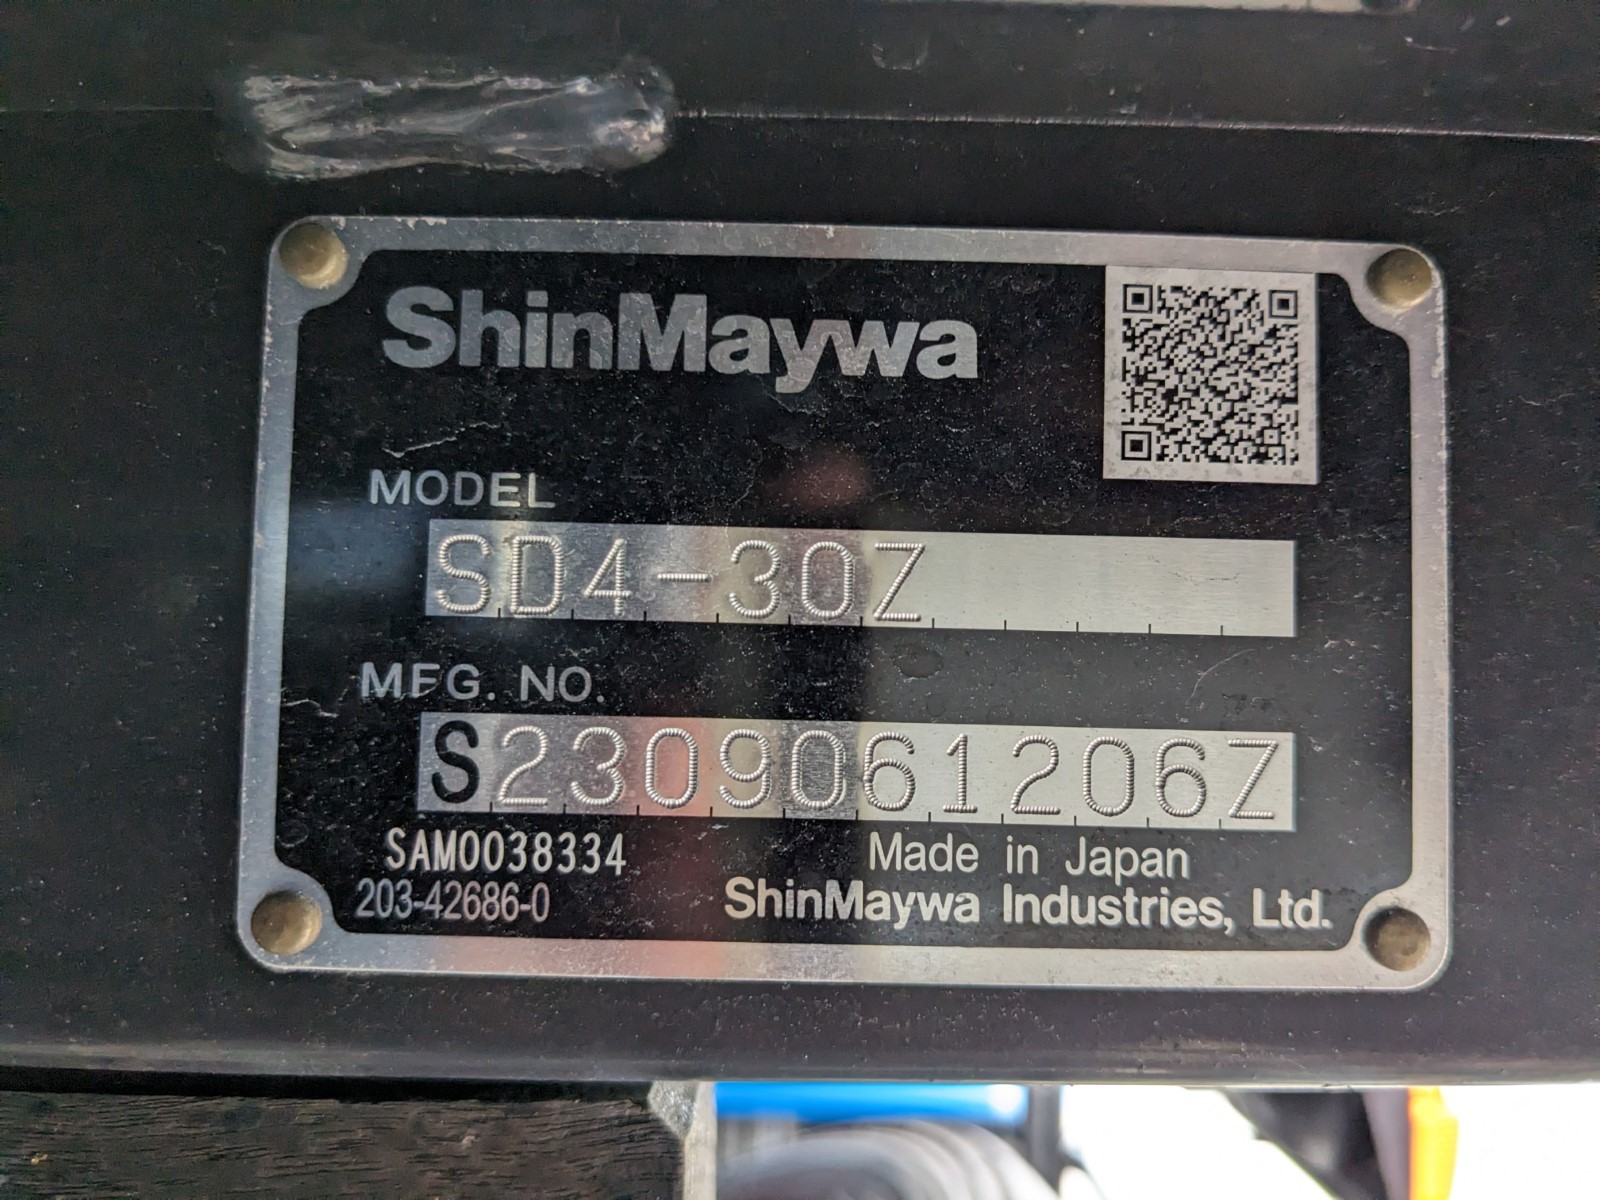 ShinMaywa
MODEL
SD4-30Z
MFG. NO.
S2309061206Z
SAM0038334
203-42686-0
Made in Japan
ShinMaywa Industries, Ltd.